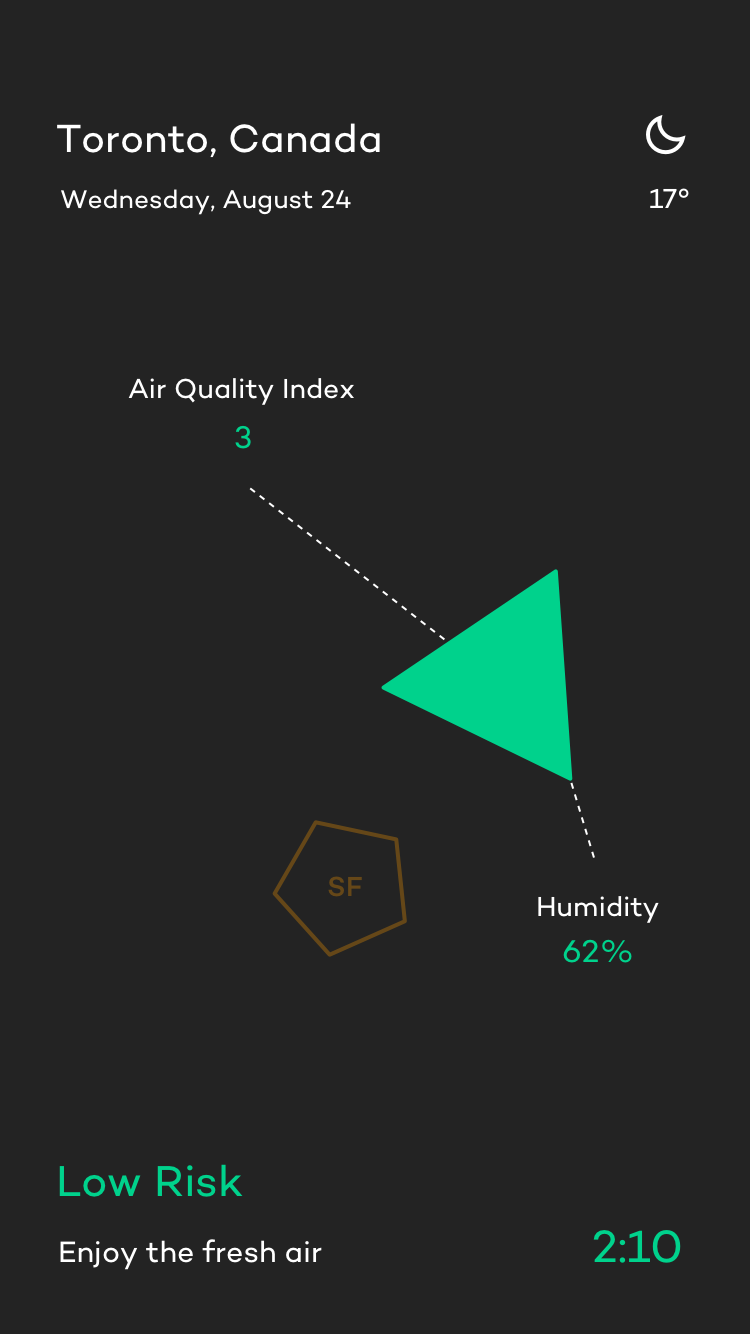 Toronto, Canada
Wednesday, August 24
17°
Air Quality Index
3
SF
Humidity
62%
Low Risk
Enjoy the fresh air
2:10